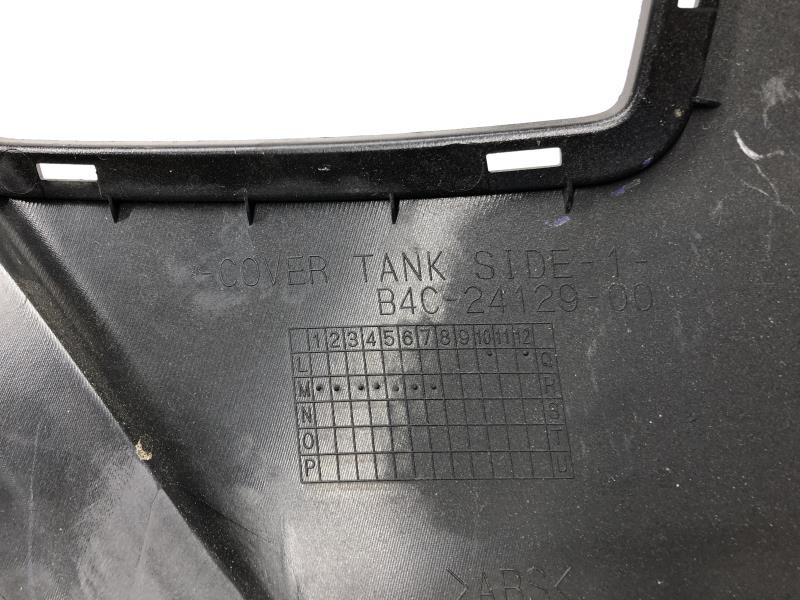 -COVER TANK SIDE-1-
B4C-24129-00
1 2 3 4 5 6 7 8 9 10 11 12
L Q
M R
N S
O T
P U
>ABS<